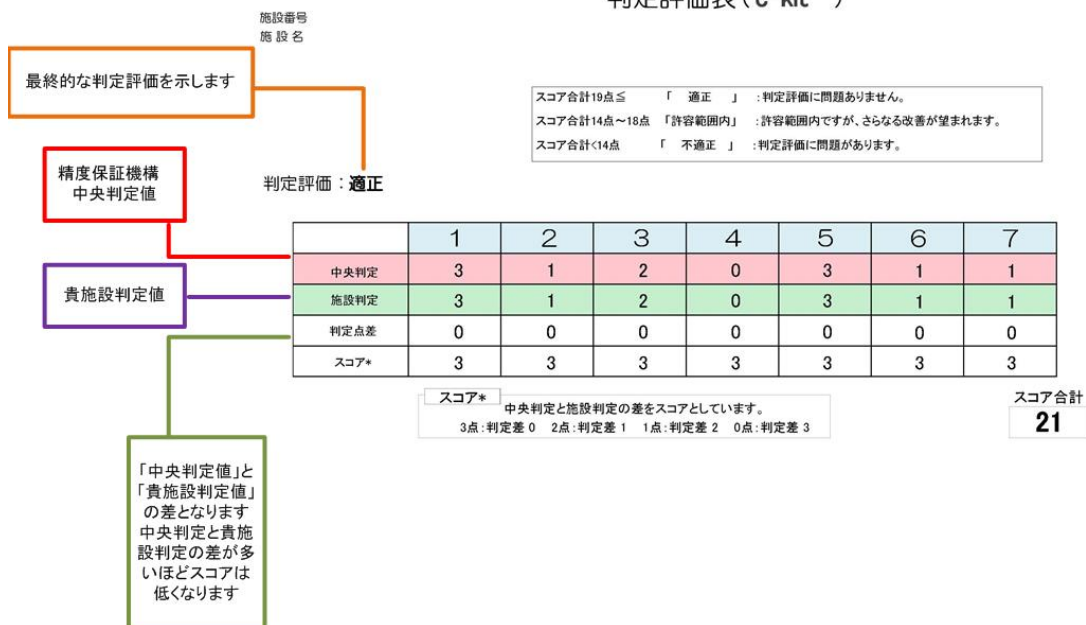 判定評価表(c-kit )
施設番号
施 設 名
最終的な判定評価を示します
スコア合計19点≦ 「 適正 」 :判定評価に問題ありません。
スコア合計14点～18点 「許容範囲内」 :許容範囲内ですが、さらなる改善が望まれます。
スコア合計<14点 「 不適正 」 :判定評価に問題があります。
精度保証機構
中央判定値
判定評価：適正
1 2 3 4 5 6 7
中央判定 3 1 2 0 3 1 1
貴施設判定値
施設判定 3 1 2 0 3 1 1
判定点差 0 0 0 0 0 0 0
スコア* 3 3 3 3 3 3 3
スコア*
中央判定と施設判定の差をスコアとしています。
3点:判定差 0 2点:判定差 1 1点:判定差 2 0点:判定差 3
スコア合計
21
「中央判定値」と
「貴施設判定値」
の差となります
中央判定と貴施
設判定の差が多
いほどスコアは
低くなります